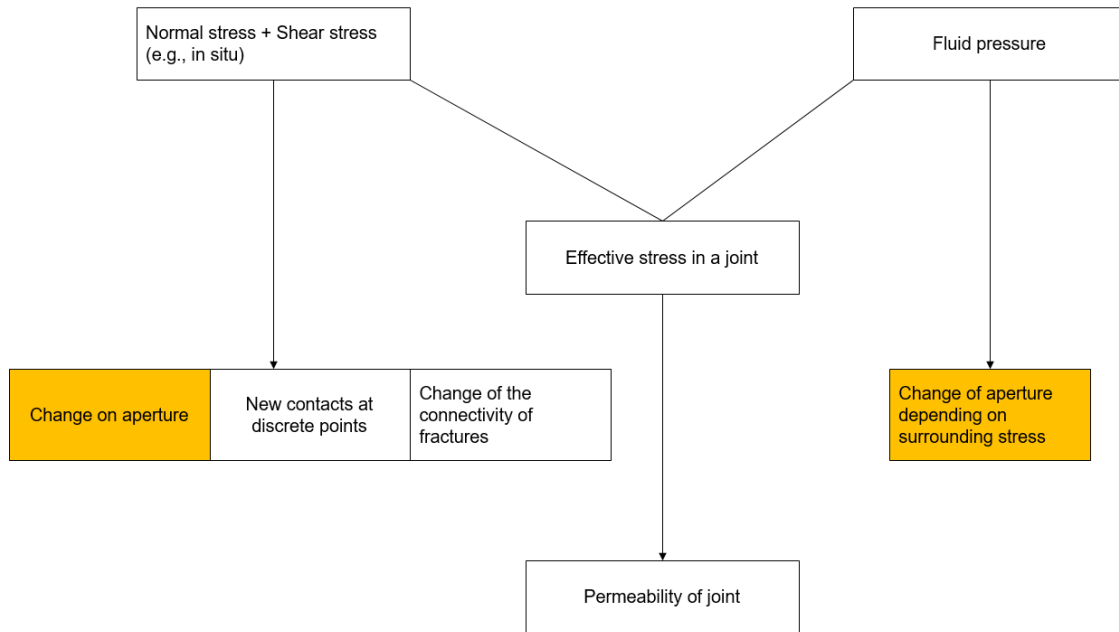 Normal stress + Shear stress
(e.g., in situ)
Fluid pressure
Effective stress in a joint
Change on aperture
New contacts at
discrete points
Change of the
connectivity of
fractures
Change of aperture
depending on
surrounding stress
Permeability of joint